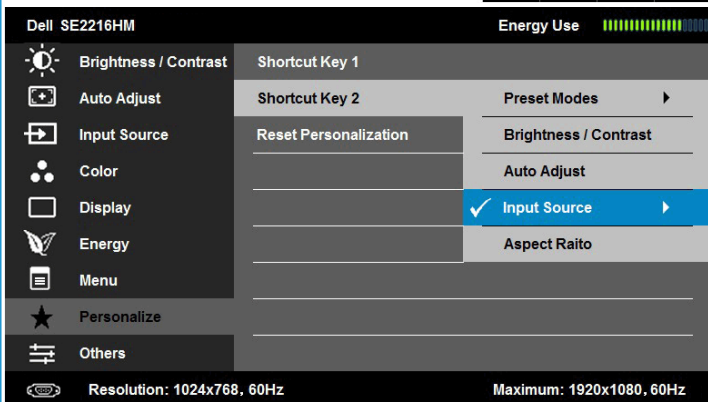 Dell SE2216HM Energy Use
Brightness / Contrast Shortcut Key 1
Auto Adjust Shortcut Key 2 Preset Modes
Input Source Reset Personalization Brightness / Contrast
Color Auto Adjust
Display Input Source
Energy Aspect Raito
Menu
Personalize
Others
Resolution: 1024x768, 60Hz Maximum: 1920x1080, 60Hz